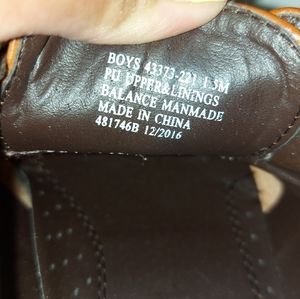 BOYS 43373-221 1.5M
PU UPPER&LININGS
BALANCE MANMADE
MADE IN CHINA
481746B 12/2016